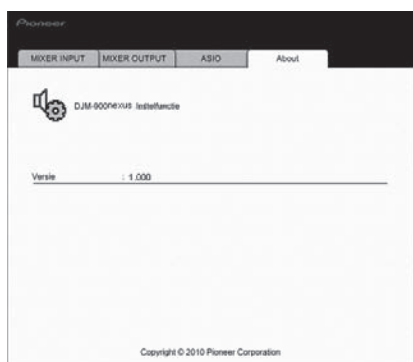 Pioneer
MIXER INPUT MIXER OUTPUT ASIO About
DJM-900nexus Instelfunctie
Versie : 1.000
Copyright © 2010 Pioneer Corporation